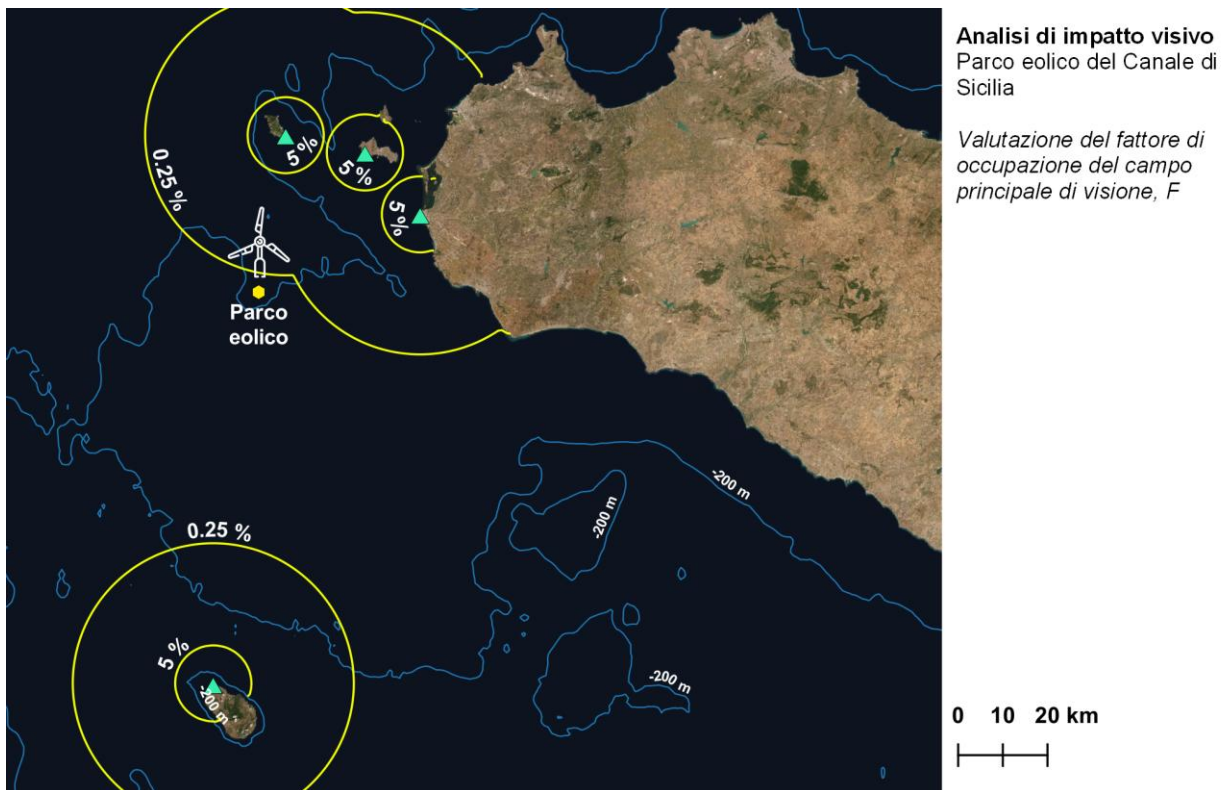 Analisi di impatto visivo
Parco eolico del Canale di
Sicilia
Valutazione del fattore di
occupazione del campo
principale di visione, F
0.25 %
5 %
5 %
5 %
Parco
eolico
-200 m
-200 m
0.25 %
5 %
-200 m
-200 m
0 10 20 km